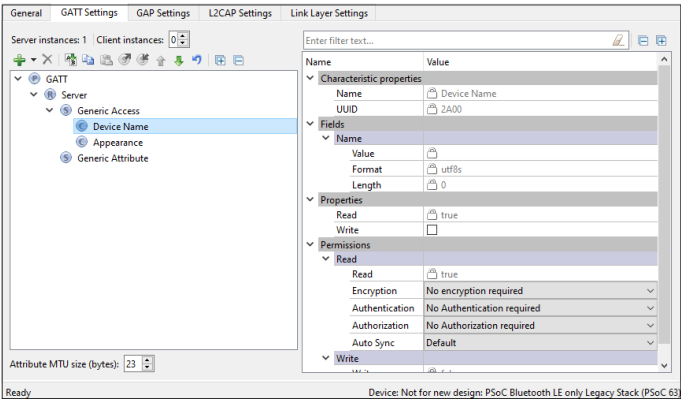 General GATT Settings GAP Settings L2CAP Settings Link Layer Settings
Server instances: 1 Client instances: 0
Enter filter text...
GATT
Server
Generic Access
Device Name
Appearance
Generic Attribute
Attribute MTU size (bytes): 23
Name Value
Characteristic properties
Name Device Name
UUID 2A00
Fields
Name
Value
Format utf8s
Length 0
Properties
Read true
Write
Permissions
Read
Read true
Encryption No encryption required
Authentication No Authentication required
Authorization No Authorization required
Auto Sync Default
Write
Ready Device: Not for new design: PSoC Bluetooth LE only Legacy Stack (PSoC 63)